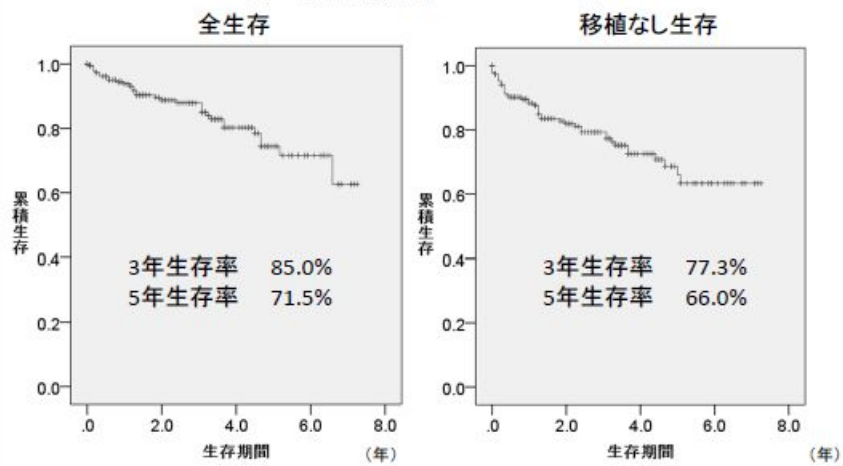 全生存
1.0
0.8
0.6
0.4
0.2
0.0
累積生存
3年生存率 85.0%
5年生存率 71.5%
.0 2.0 4.0 6.0 8.0
生存期間 (年)
移植なし生存
1.0
0.8
0.6
0.4
0.2
0.0
累積生存
3年生存率 77.3%
5年生存率 66.0%
.0 2.0 4.0 6.0 8.0
生存期間 (年)